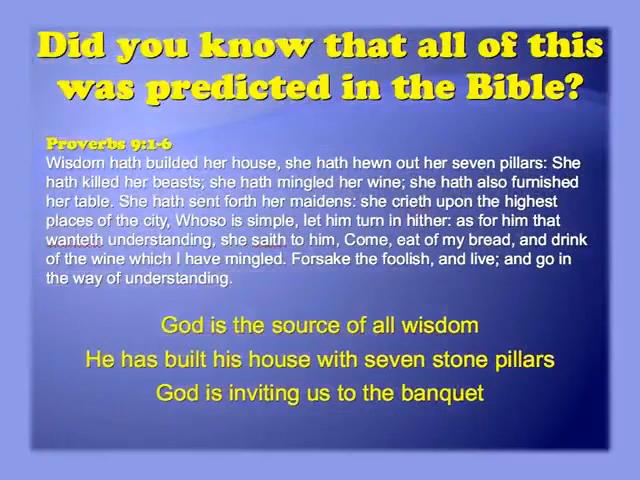 Did you know that all of this
was predicted in the Bible?
Proverbs 9:1-6
Wisdom hath builded her house, she hath hewn out her seven pillars: She
hath killed her beasts; she hath mingled her wine; she hath also furnished
her table. She hath sent forth her maidens: she crieth upon the highest
places of the city, Whoso is simple, let him turn in hither: as for him that
wanteth understanding, she saith to him, Come, eat of my bread, and drink
of the wine which I have mingled. Forsake the foolish, and live; and go in
the way of understanding.
God is the source of all wisdom
He has built his house with seven stone pillars
God is inviting us to the banquet